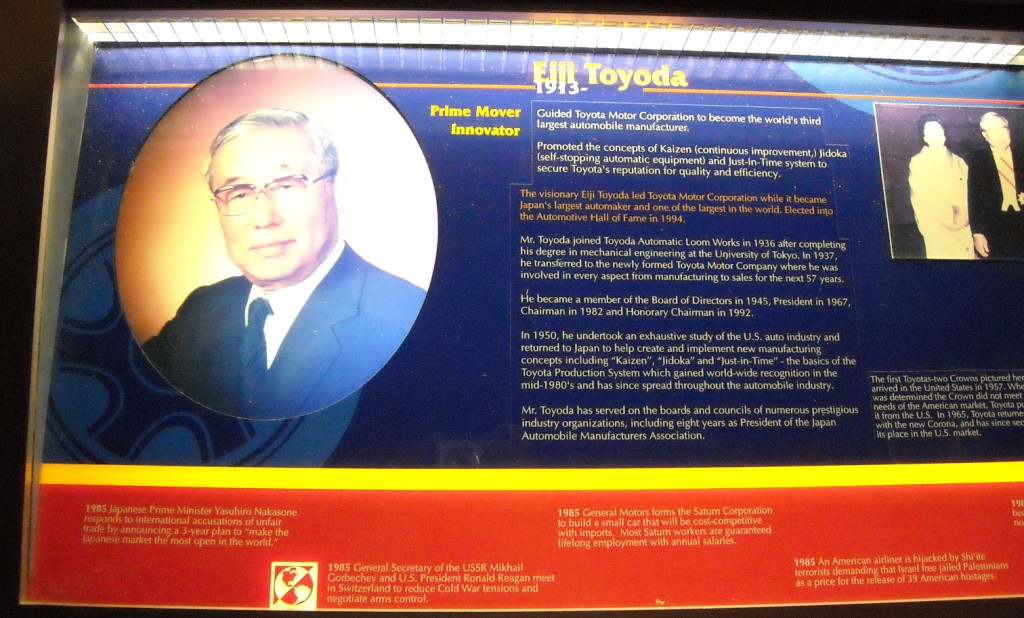 Eiji Toyoda
1913-
Prime Mover
Innovator
Guided Toyota Motor Corporation to become the world's third
largest automobile manufacturer.
Promoted the concepts of Kaizen (continuous improvement,) Jidoka
(self-stopping automatic equipment) and Just-In-Time system to
secure Toyota's reputation for quality and efficiency.
The visionary Eiji Toyoda led Toyota Motor Corporation while it became
Japan's largest automaker and one of the largest in the world. Elected into
the Automotive Hall of Fame in 1994.
Mr. Toyoda joined Toyoda Automatic Loom Works in 1936 after completing
his degree in mechanical engineering at the University of Tokyo. In 1937,
he transferred to the newly formed Toyota Motor Company where he was
involved in every aspect from manufacturing to sales for the next 57 years.
He became a member of the Board of Directors in 1945, President in 1967,
Chairman in 1982 and Honorary Chairman in 1992.
In 1950, he undertook an exhaustive study of the U.S. auto industry and
returned to Japan to help create and implement new manufacturing
concepts including "Kaizen", "Jidoka" and "Just-in-Time" - the basics of the
Toyota Production System which gained world-wide recognition in the
mid-1980's and has since spread throughout the automobile industry.
Mr. Toyoda has served on the boards and councils of numerous prestigious
industry organizations, including eight years as President of the Japan
Automobile Manufacturers Association.
The first Toyotas-two Crowns pictured her
arrived in the United States in 1957. Whe
was determined the Crown did not meet
needs of the American market, Toyota pu
it from the U.S. In 1965, Toyota returne
with the new Corona, and has since sec
its place in the U.S. market.
1985 Japanese Prime Minister Yasuhiro Nakasone
responds to international accusations of unfair
trade by announcing a 3-year plan to "make the
Japanese market the most open in the world."
1985 General Secretary of the USSR Mikhail
Gorbechev and U.S. President Ronald Reagan meet
in Switzerland to reduce Cold War tensions and
negotiate arms control.
1985 General Motors forms the Saturn Corporation
to build a small car that will be cost-competitive
with imports. Most Saturn workers are guaranteed
lifelong employment with annual salaries.
1985 An American airliner is hijacked by Shi'ite
terrorists demanding that Israel free jailed Palestinians
as a price for the release of 39 American hostages.